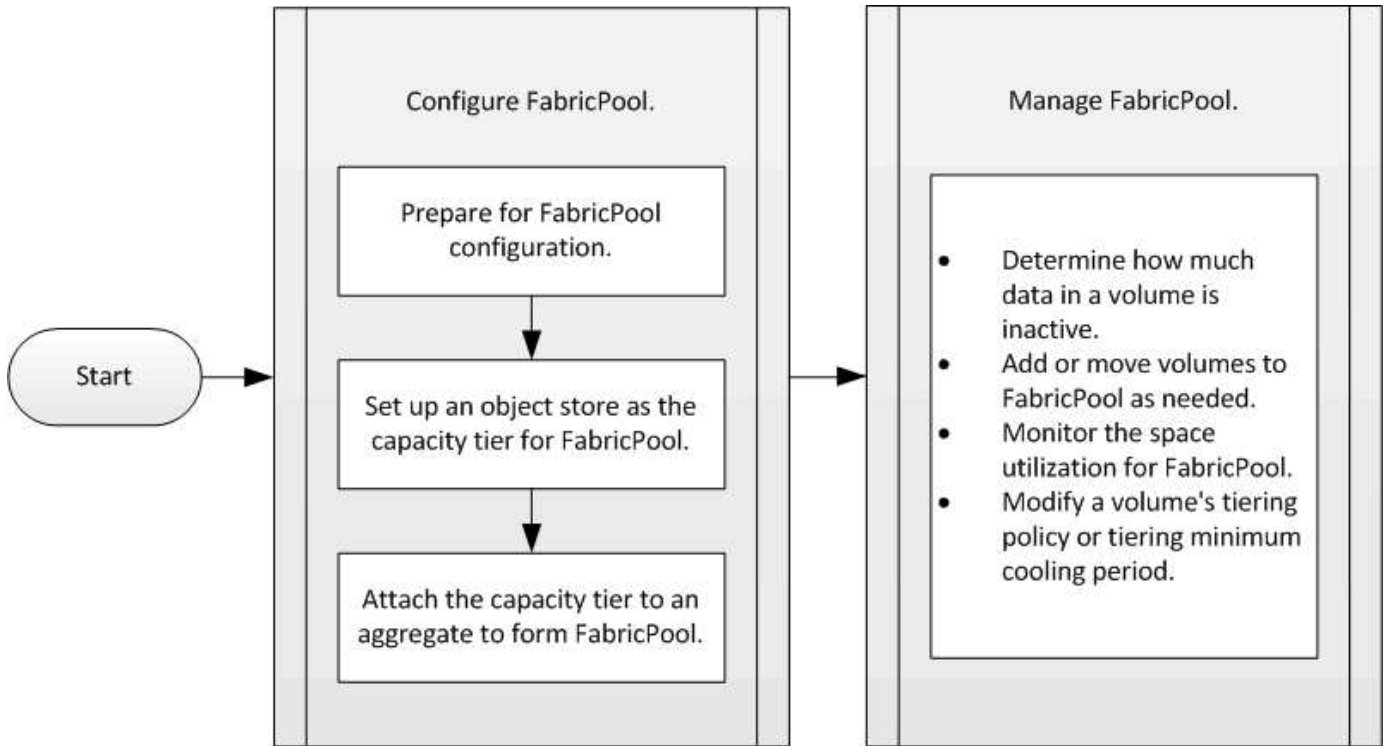 Start
Configure FabricPool.
Prepare for FabricPool
configuration.
Set up an object store as the
capacity tier for FabricPool.
Attach the capacity tier to an
aggregate to form FabricPool.
Manage FabricPool.
• Determine how much
data in a volume is
inactive.
• Add or move volumes to
FabricPool as needed.
• Monitor the space
utilization for FabricPool.
• Modify a volume's tiering
policy or tiering minimum
cooling period.